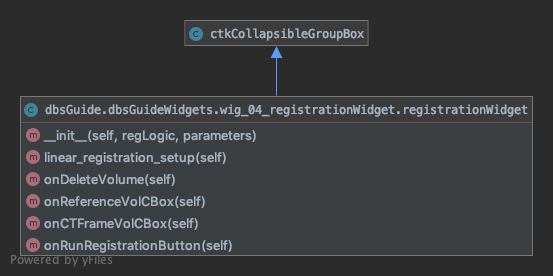 C ctkCollapsibleGroupBox
C dbsGuide.dbsGuideWidgets.wig_04_registrationWidget.registrationWidget
m __init__(self, regLogic, parameters)
m linear_registration_setup(self)
m onDeleteVolume(self)
m onReferenceVolCBox(self)
m onCTFrameVolCBox(self)
m onRunRegistrationButton(self)
Powered by yFiles